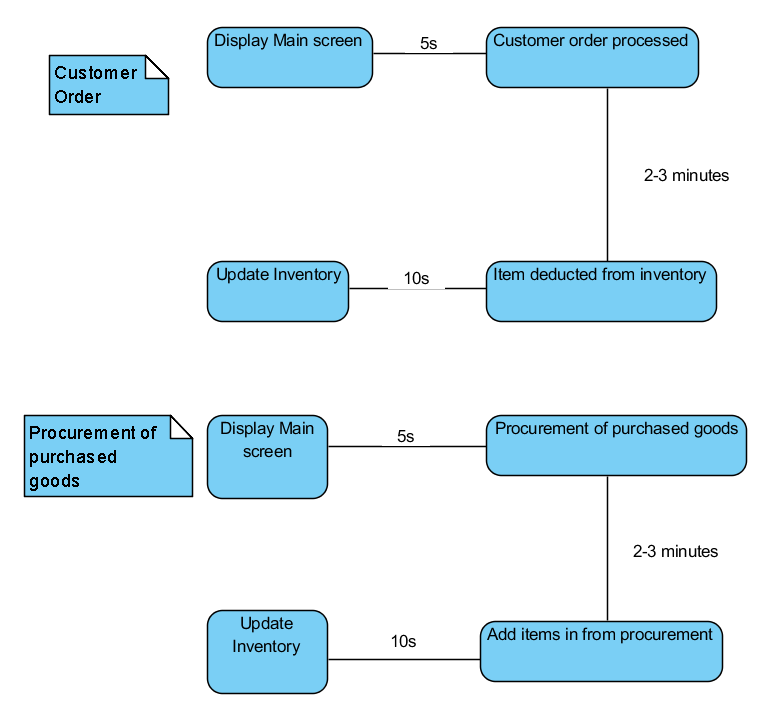 Display Main screen
5s
Customer order processed
Customer
Order
2-3 minutes
Update Inventory
10s
Item deducted from inventory
Procurement of
purchased
goods
Display Main
screen
5s
Procurement of purchased goods
2-3 minutes
Update
Inventory
10s
Add items in from procurement